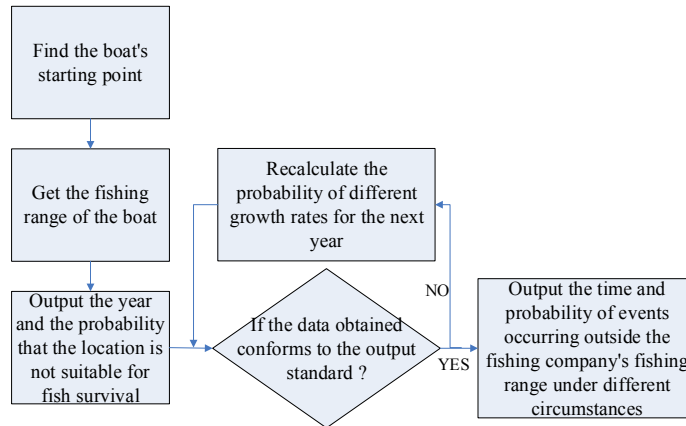 Find the boat's
starting point
Get the fishing
range of the boat
Recalculate the
probability of different
growth rates for the next
year
Output the year
and the probability
that the location is
not suitable for
fish survival
If the data obtained
conforms to the output
standard ?
NO
YES
Output the time and
probability of events
occurring outside the
fishing company's fishing
range under different
circumstances